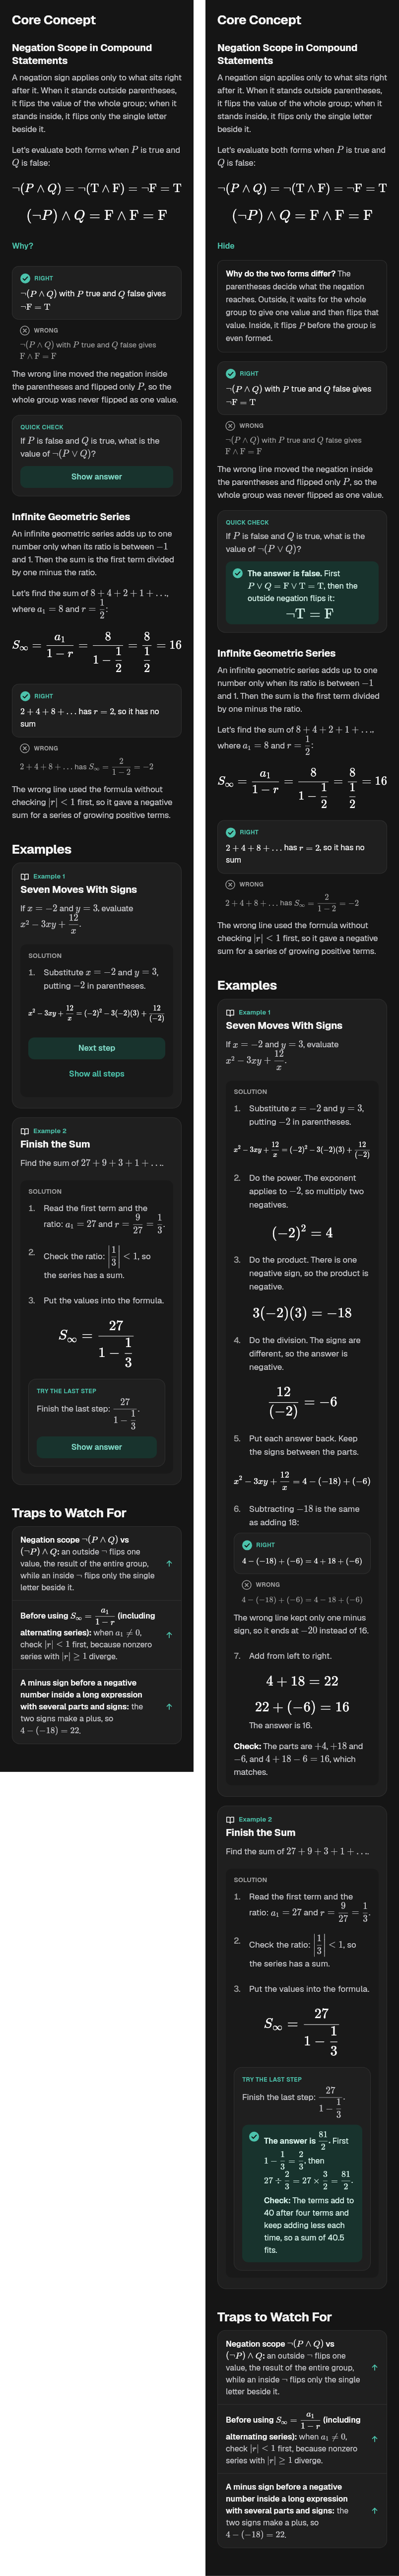 Core Concept
Negation Scope in Compound
Statements
A negation sign applies only to what sits right
after it. When it stands outside parentheses,
it flips the value of the whole group; when it
stands inside, it flips only the single letter
beside it.
Let's evaluate both forms when P is true and
Q is false:
¬(P ∧ Q) = ¬(T ∧ F) = ¬F = T
(¬P) ∧ Q = F ∧ F = F
Why?
RIGHT
¬(P ∧ Q) with P true and Q false gives
¬F = T
WRONG
¬(P ∧ Q) with P true and Q false gives
F ∧ F = F
The wrong line moved the negation inside
the parentheses and flipped only P, so the
whole group was never flipped as one value.
QUICK CHECK
If P is false and Q is true, what is the
value of ¬(P ∨ Q)?
Show answer
Infinite Geometric Series
An infinite geometric series adds up to one
number only when its ratio is between −1
and 1. Then the sum is the first term divided
by one minus the ratio.
Let's find the sum of 8 + 4 + 2 + 1 + …,
where a₁ = 8 and r = 1/2:
S∞ = a₁/(1 − r) = 8/(1 − 1/2) = 8/(1/2) = 16
RIGHT
2 + 4 + 8 + … has r = 2, so it has no
sum
WRONG
2 + 4 + 8 + … has S∞ = 2/(1 − 2) = −2
The wrong line used the formula without
checking |r| < 1 first, so it gave a negative
sum for a series of growing positive terms.
Examples
Example 1
Seven Moves With Signs
If x = −2 and y = 3, evaluate
x² − 3xy + 12/x.
SOLUTION
1. Substitute x = −2 and y = 3,
putting −2 in parentheses.
x² − 3xy + 12/x = (−2)² − 3(−2)(3) + 12/(−2)
Next step
Show all steps
Example 2
Finish the Sum
Find the sum of 27 + 9 + 3 + 1 + ….
SOLUTION
1. Read the first term and the
ratio: a₁ = 27 and r = 9/27 = 1/3.
2. Check the ratio: |1/3| < 1, so
the series has a sum.
3. Put the values into the formula.
S∞ = 27/(1 − 1/3)
TRY THE LAST STEP
Finish the last step: 27/(1 − 1/3).
Show answer
Traps to Watch For
Negation scope ¬(P ∧ Q) vs
(¬P) ∧ Q: an outside ¬ flips one
value, the result of the entire group,
while an inside ¬ flips only the single
letter beside it.
↑
Before using S∞ = a₁/(1 − r) (including
alternating series): when a₁ ≠ 0,
check |r| < 1 first, because nonzero
series with |r| ≥ 1 diverge.
↑
A minus sign before a negative
number inside a long expression
with several parts and signs: the
two signs make a plus, so
4 − (−18) = 22.
↑
Core Concept
Negation Scope in Compound
Statements
A negation sign applies only to what sits right
after it. When it stands outside parentheses,
it flips the value of the whole group; when it
stands inside, it flips only the single letter
beside it.
Let's evaluate both forms when P is true and
Q is false:
¬(P ∧ Q) = ¬(T ∧ F) = ¬F = T
(¬P) ∧ Q = F ∧ F = F
Hide
Why do the two forms differ? The
parentheses decide what the negation
reaches. Outside, it waits for the whole
group to give one value and then flips that
value. Inside, it flips P before the group is
even formed.
RIGHT
¬(P ∧ Q) with P true and Q false gives
¬F = T
WRONG
¬(P ∧ Q) with P true and Q false gives
F ∧ F = F
The wrong line moved the negation inside
the parentheses and flipped only P, so the
whole group was never flipped as one value.
QUICK CHECK
If P is false and Q is true, what is the
value of ¬(P ∨ Q)?
The answer is false. First
P ∨ Q = F ∨ T = T, then the
outside negation flips it:
¬T = F
Infinite Geometric Series
An infinite geometric series adds up to one
number only when its ratio is between −1
and 1. Then the sum is the first term divided
by one minus the ratio.
Let's find the sum of 8 + 4 + 2 + 1 + …,
where a₁ = 8 and r = 1/2:
S∞ = a₁/(1 − r) = 8/(1 − 1/2) = 8/(1/2) = 16
RIGHT
2 + 4 + 8 + … has r = 2, so it has no
sum
WRONG
2 + 4 + 8 + … has S∞ = 2/(1 − 2) = −2
The wrong line used the formula without
checking |r| < 1 first, so it gave a negative
sum for a series of growing positive terms.
Examples
Example 1
Seven Moves With Signs
If x = −2 and y = 3, evaluate
x² − 3xy + 12/x.
SOLUTION
1. Substitute x = −2 and y = 3,
putting −2 in parentheses.
x² − 3xy + 12/x = (−2)² − 3(−2)(3) + 12/(−2)
2. Do the power. The exponent
applies to −2, so multiply two
negatives.
(−2)² = 4
3. Do the product. There is one
negative sign, so the product is
negative.
3(−2)(3) = −18
4. Do the division. The signs are
different, so the answer is
negative.
12/(−2) = −6
5. Put each answer back. Keep
the signs between the parts.
x² − 3xy + 12/x = 4 − (−18) + (−6)
6. Subtracting −18 is the same
as adding 18:
RIGHT
4 − (−18) + (−6) = 4 + 18 + (−6)
WRONG
4 − (−18) + (−6) = 4 − 18 + (−6)
The wrong line kept only one minus
sign, so it ends at −20 instead of 16.
7. Add from left to right.
4 + 18 = 22
22 + (−6) = 16
The answer is 16.
Check: The parts are +4, +18 and
−6, and 4 + 18 − 6 = 16, which
matches.
Example 2
Finish the Sum
Find the sum of 27 + 9 + 3 + 1 + ….
SOLUTION
1. Read the first term and the
ratio: a₁ = 27 and r = 9/27 = 1/3.
2. Check the ratio: |1/3| < 1, so
the series has a sum.
3. Put the values into the formula.
S∞ = 27/(1 − 1/3)
TRY THE LAST STEP
Finish the last step: 27/(1 − 1/3).
The answer is 81/2. First
1 − 1/3 = 2/3, then
27 ÷ 2/3 = 27 × 3/2 = 81/2.
Check: The terms add to
40 after four terms and
keep adding less each
time, so a sum of 40.5
fits.
Traps to Watch For
Negation scope ¬(P ∧ Q) vs
(¬P) ∧ Q: an outside ¬ flips one
value, the result of the entire group,
while an inside ¬ flips only the single
letter beside it.
↑
Before using S∞ = a₁/(1 − r) (including
alternating series): when a₁ ≠ 0,
check |r| < 1 first, because nonzero
series with |r| ≥ 1 diverge.
↑
A minus sign before a negative
number inside a long expression
with several parts and signs: the
two signs make a plus, so
4 − (−18) = 22.
↑